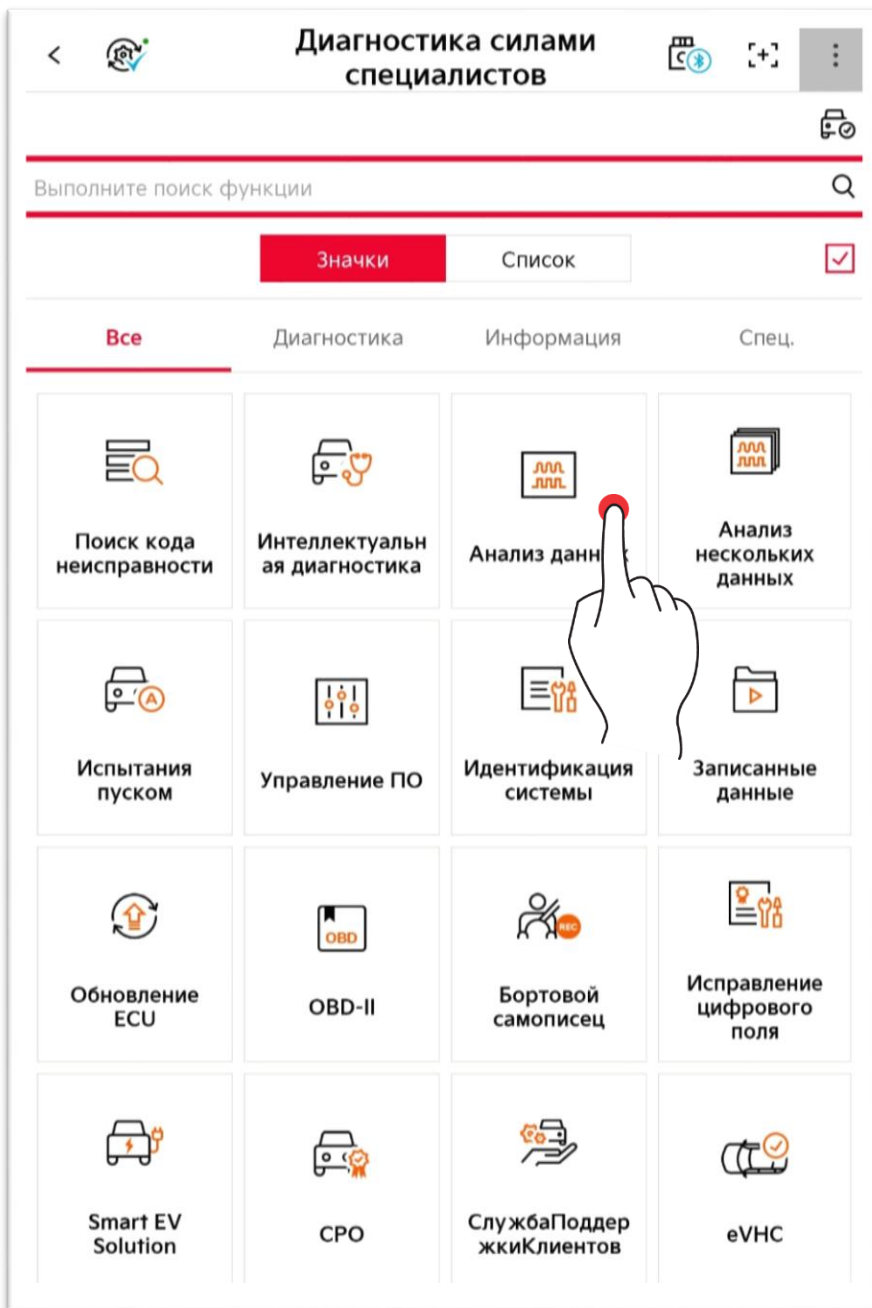 Диагностика силами
специалистов
Выполните поиск функции
Значки
Список
Все
Диагностика
Информация
Спец.
Поиск кода
неисправности
Интеллектуальн
ая диагностика
Анализ
Анализ
нескольких
данных
A
Испытания
пуском
Управление ПО
Идентификация
системы
Записанные
данные
Обновление
ECU
OBD
OBD-II
REC
Бортовой
самописец
Исправление
цифрового
поля
Smart EV
Solution
CPO
СлужбаПоддер
жкиКлиентов
eVHC